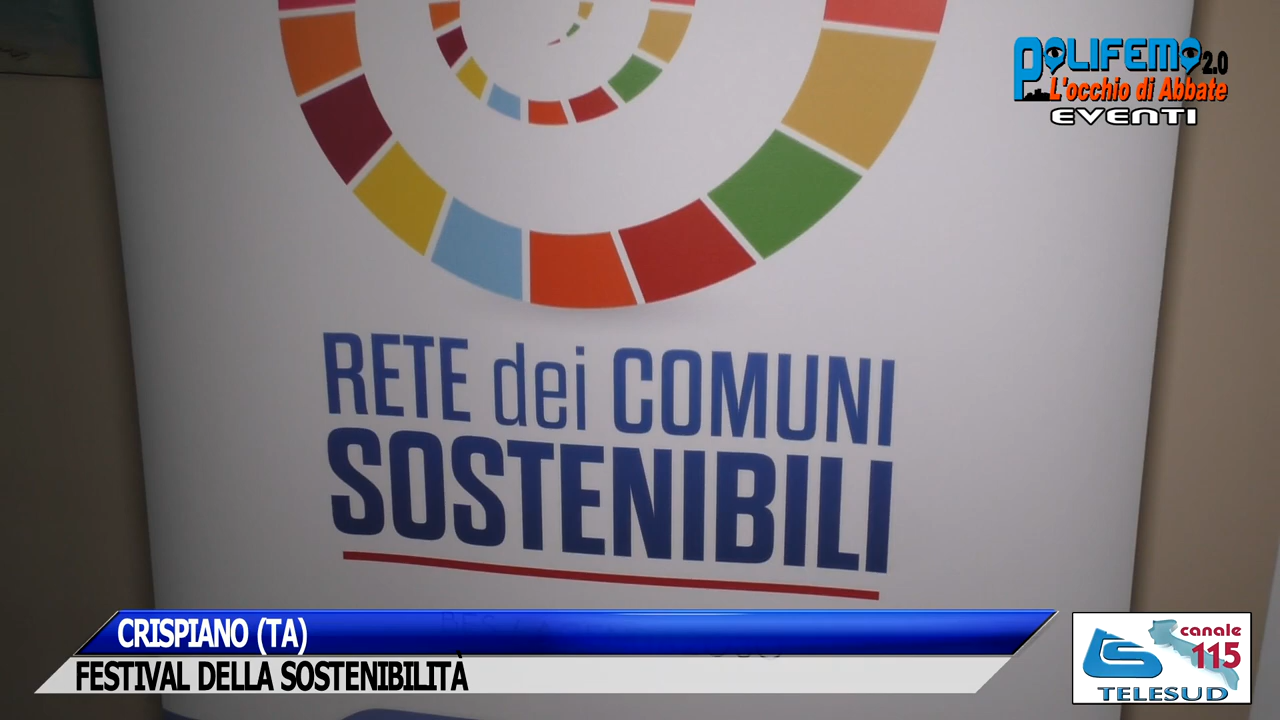 POLIFEMO 2.0
L'occhio di Abbate
EVENTI
RETE dei COMUNI
SOSTENIBILI
CRISPIANO (TA)
FESTIVAL DELLA SOSTENIBILITÀ
canale
115
TELESUD